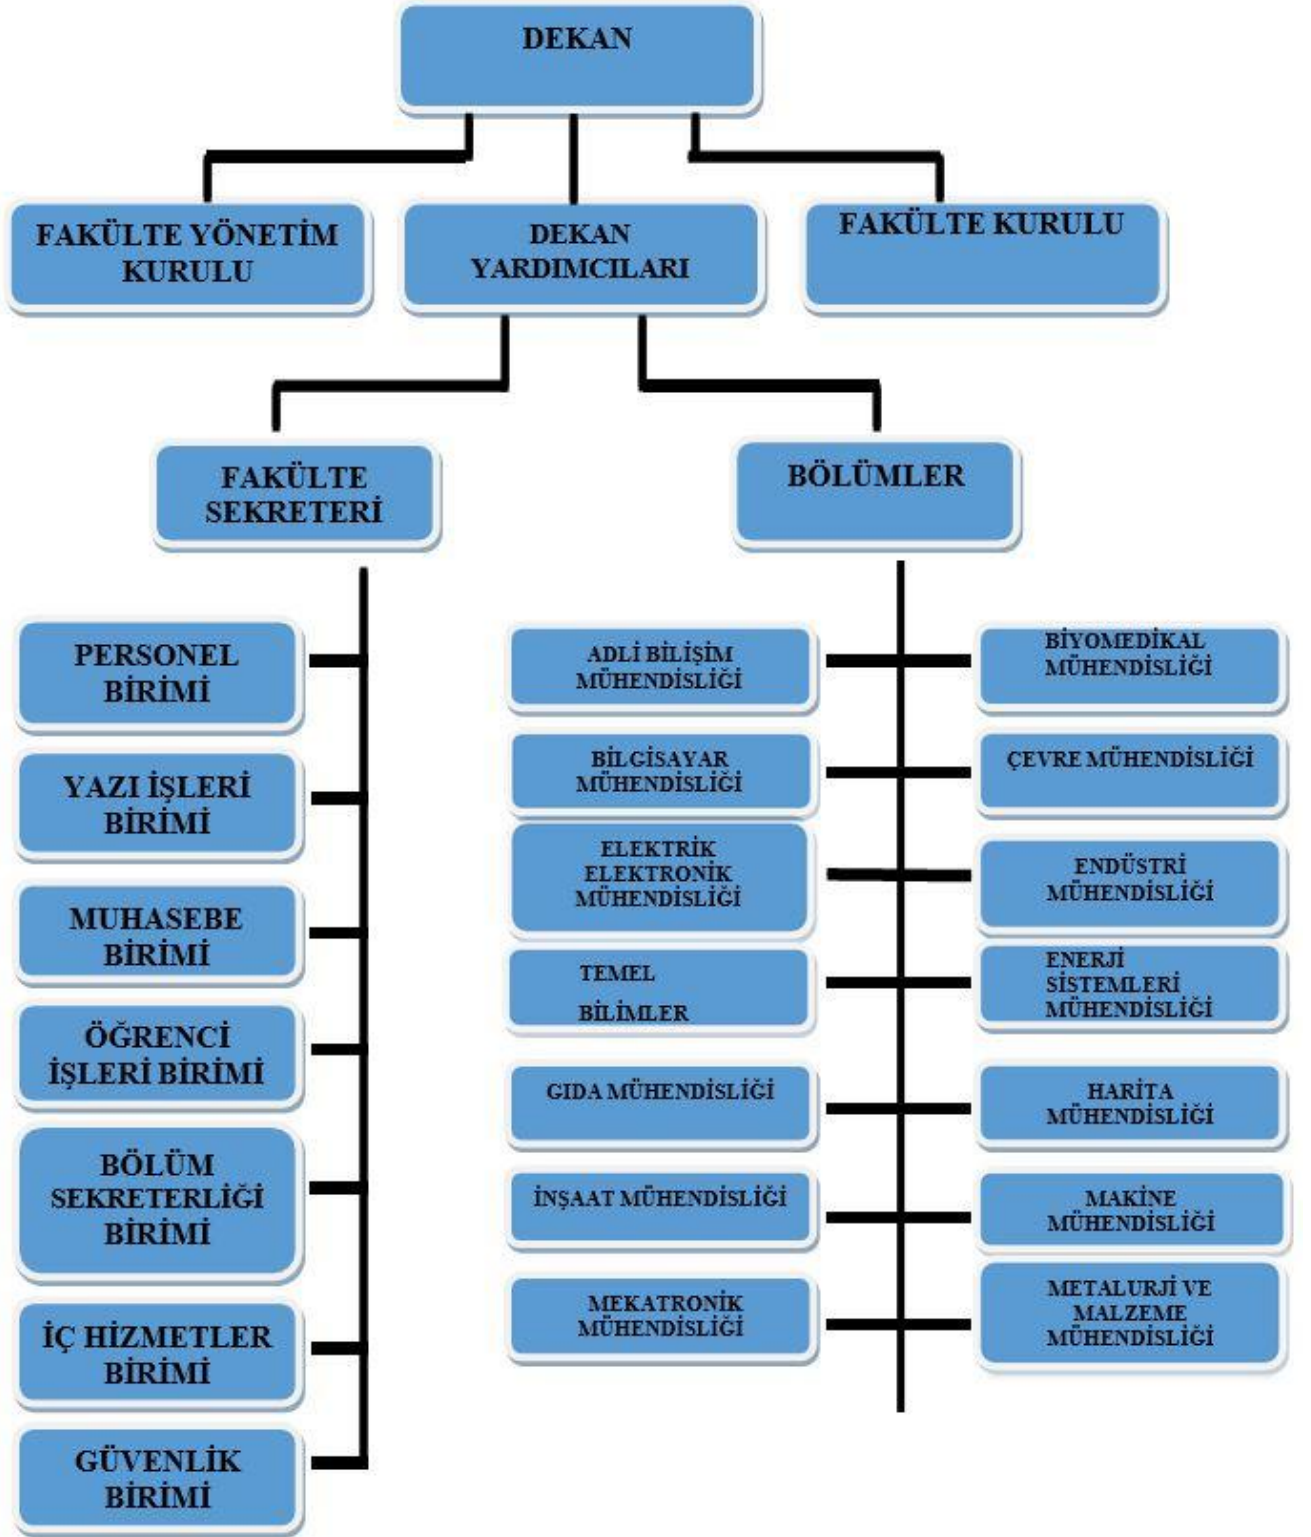 DEKAN
FAKÜLTE YÖNETİM
KURULU
DEKAN
YARDIMCILARI
FAKÜLTE KURULU
FAKÜLTE
SEKRETERİ
BÖLÜMLER
PERSONEL
BİRİMİ
YAZI İŞLERİ
BİRİMİ
MUHASEBE
BİRİMİ
ÖĞRENCİ
İŞLERİ BİRİMİ
BÖLÜM
SEKRETERLİĞİ
BİRİMİ
İÇ HİZMETLER
BİRİMİ
GÜVENLİK
BİRİMİ
ADLİ BİLİŞİM
MÜHENDİSLİĞİ
BİYOMEDİKAL
MÜHENDİSLİĞİ
BİLGİSAYAR
MÜHENDİSLİĞİ
ÇEVRE MÜHENDİSLİĞİ
ELEKTRİK
ELEKTRONİK
MÜHENDİSLİĞİ
ENDÜSTRİ
MÜHENDİSLİĞİ
TEMEL
BİLİMLER
ENERJİ
SİSTEMLERİ
MÜHENDİSLİĞİ
GIDA MÜHENDİSLİĞİ
HARİTA
MÜHENDİSLİĞİ
İNŞAAT MÜHENDİSLİĞİ
MAKİNE
MÜHENDİSLİĞİ
MEKATRONİK
MÜHENDİSLİĞİ
METALURJİ VE
MALZEME
MÜHENDİSLİĞİ